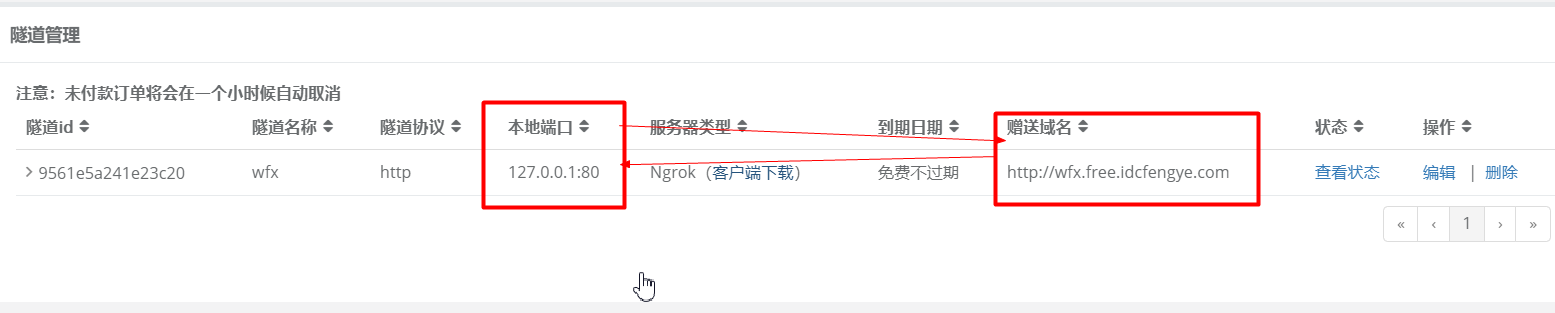 隧道管理
注意：未付款订单将会在一个小时候自动取消
隧道id 隧道名称 隧道协议 本地端口 服务器类型 到期日期 赠送域名 状态 操作
9561e5a241e23c20 wfx http 127.0.0.1:80 Ngrok（客户端下载） 免费不过期 http://wfx.free.idcfengye.com 查看状态 编辑 | 删除
« ‹ 1 › »